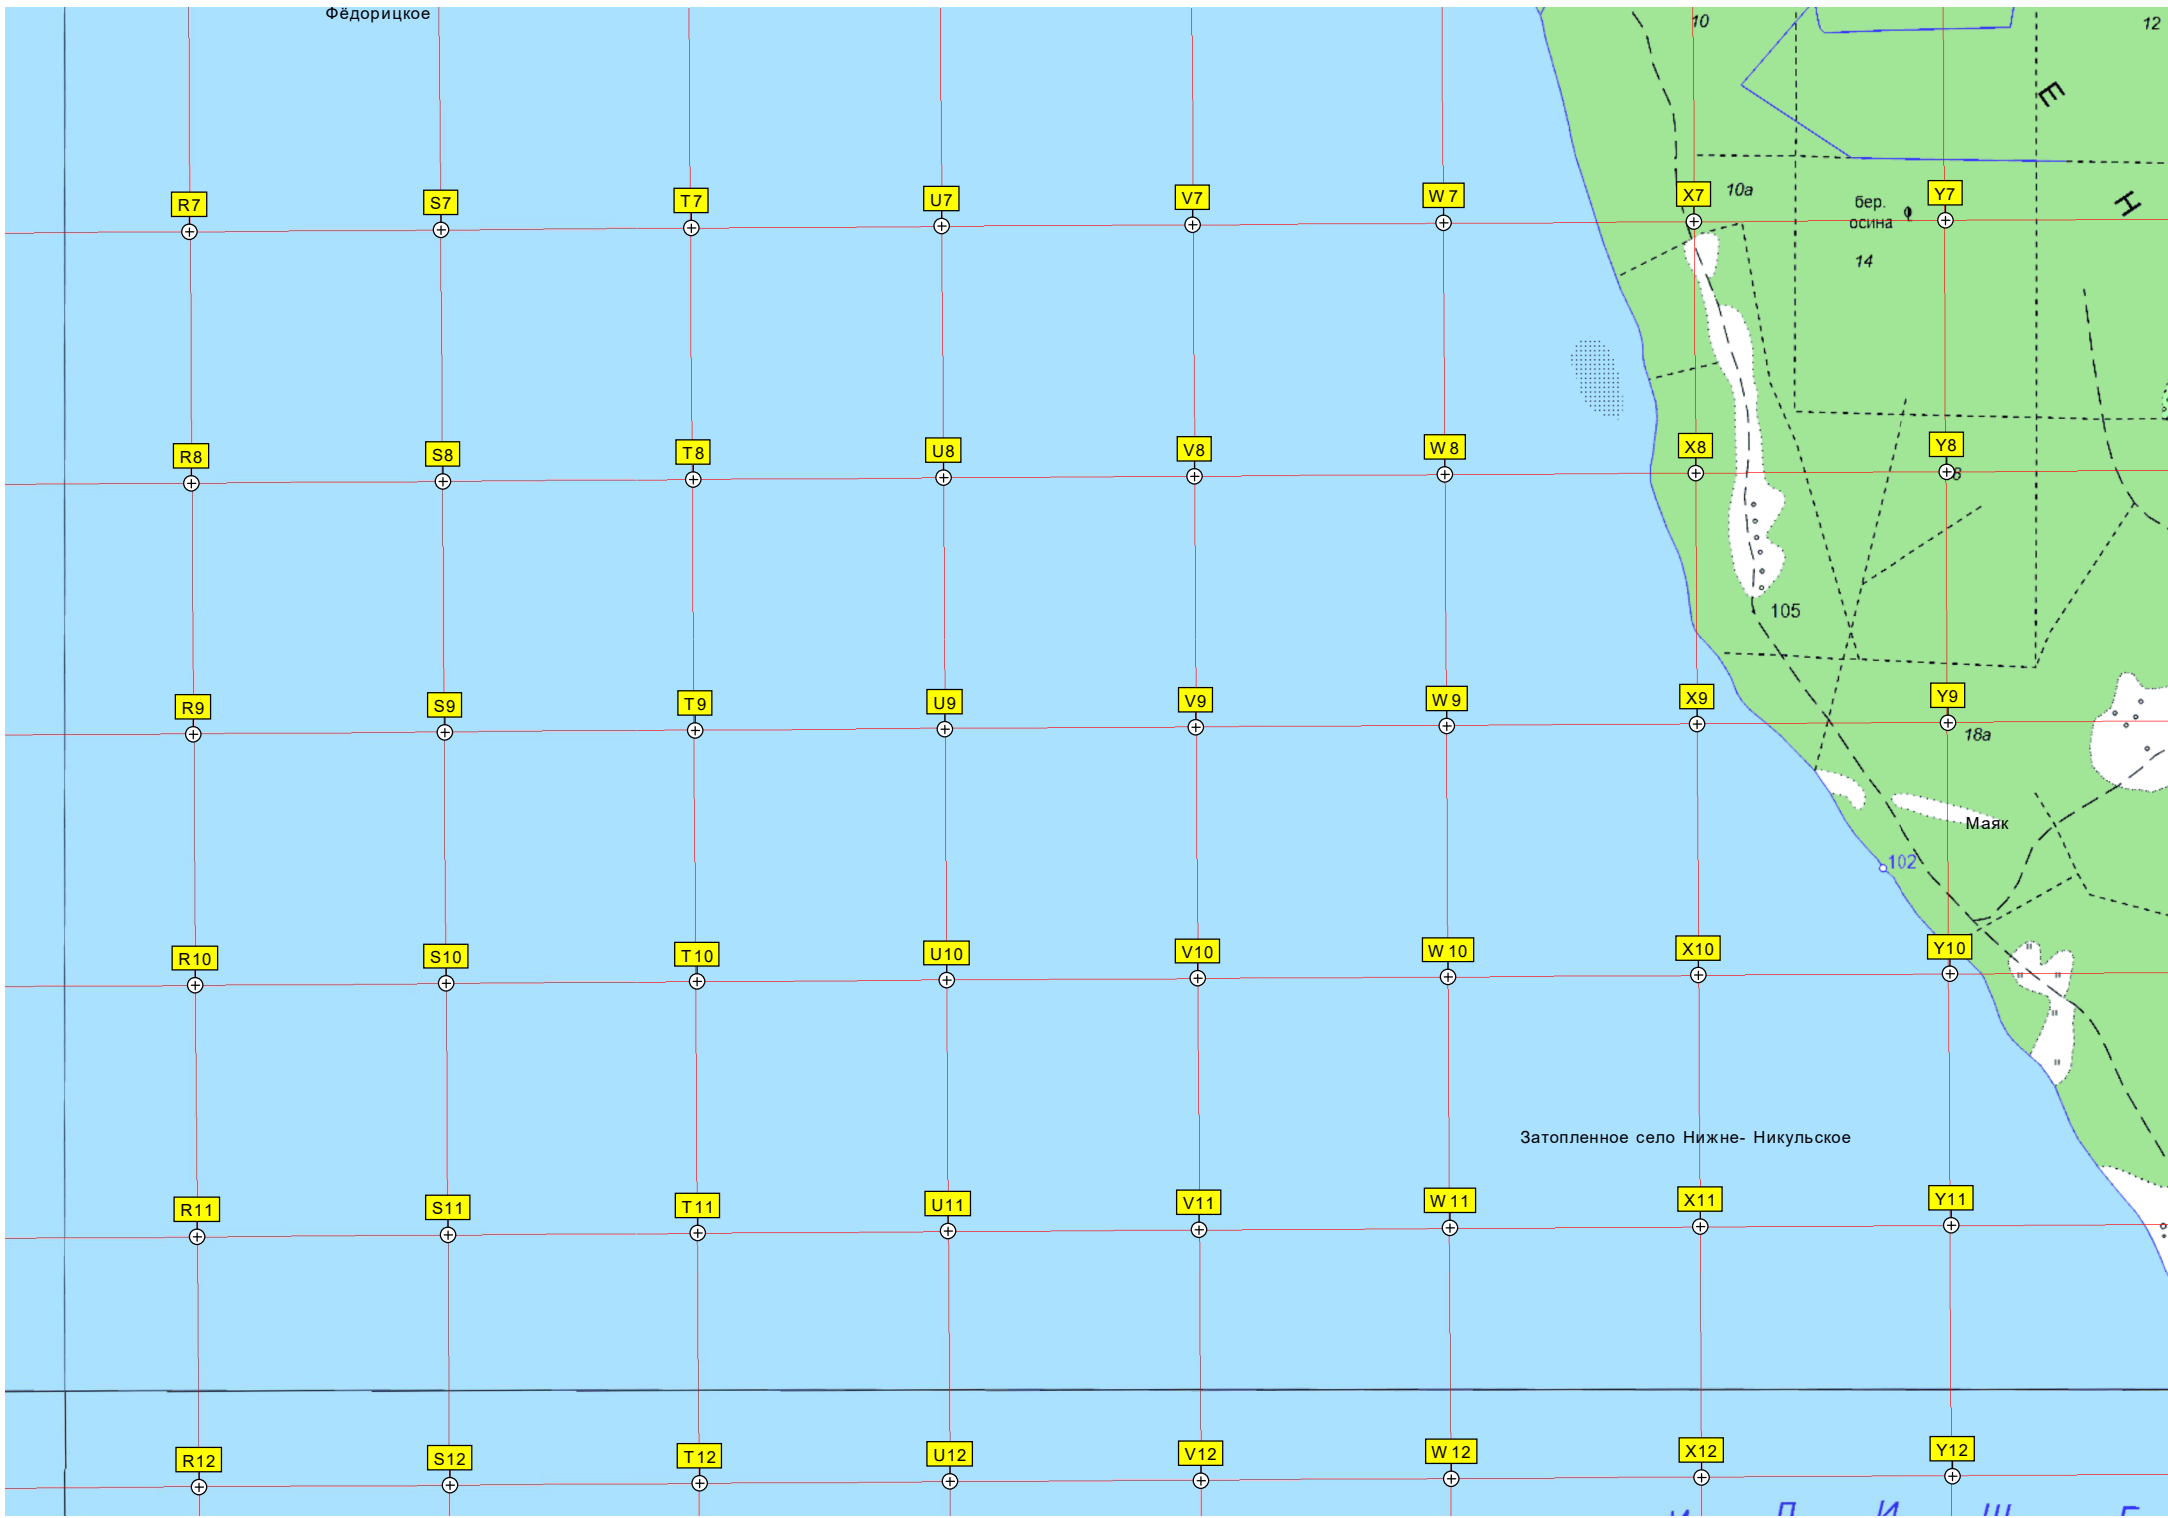 Фёдорицкое
10
12
Е
R7 S7 T7 U7 V7 W7 X7 10а Y7
бер.
осина
Н
14
R8 S8 T8 U8 V8 W8 X8 Y8
8
105
R9 S9 T9 U9 V9 W9 X9 Y9
18а
Маяк
102
R10 S10 T10 U10 V10 W10 X10 Y10
Затопленное село Нижне- Никульское
R11 S11 T11 U11 V11 W11 X11 Y11
R12 S12 T12 U12 V12 W12 X12 Y12
И Л И Щ Е